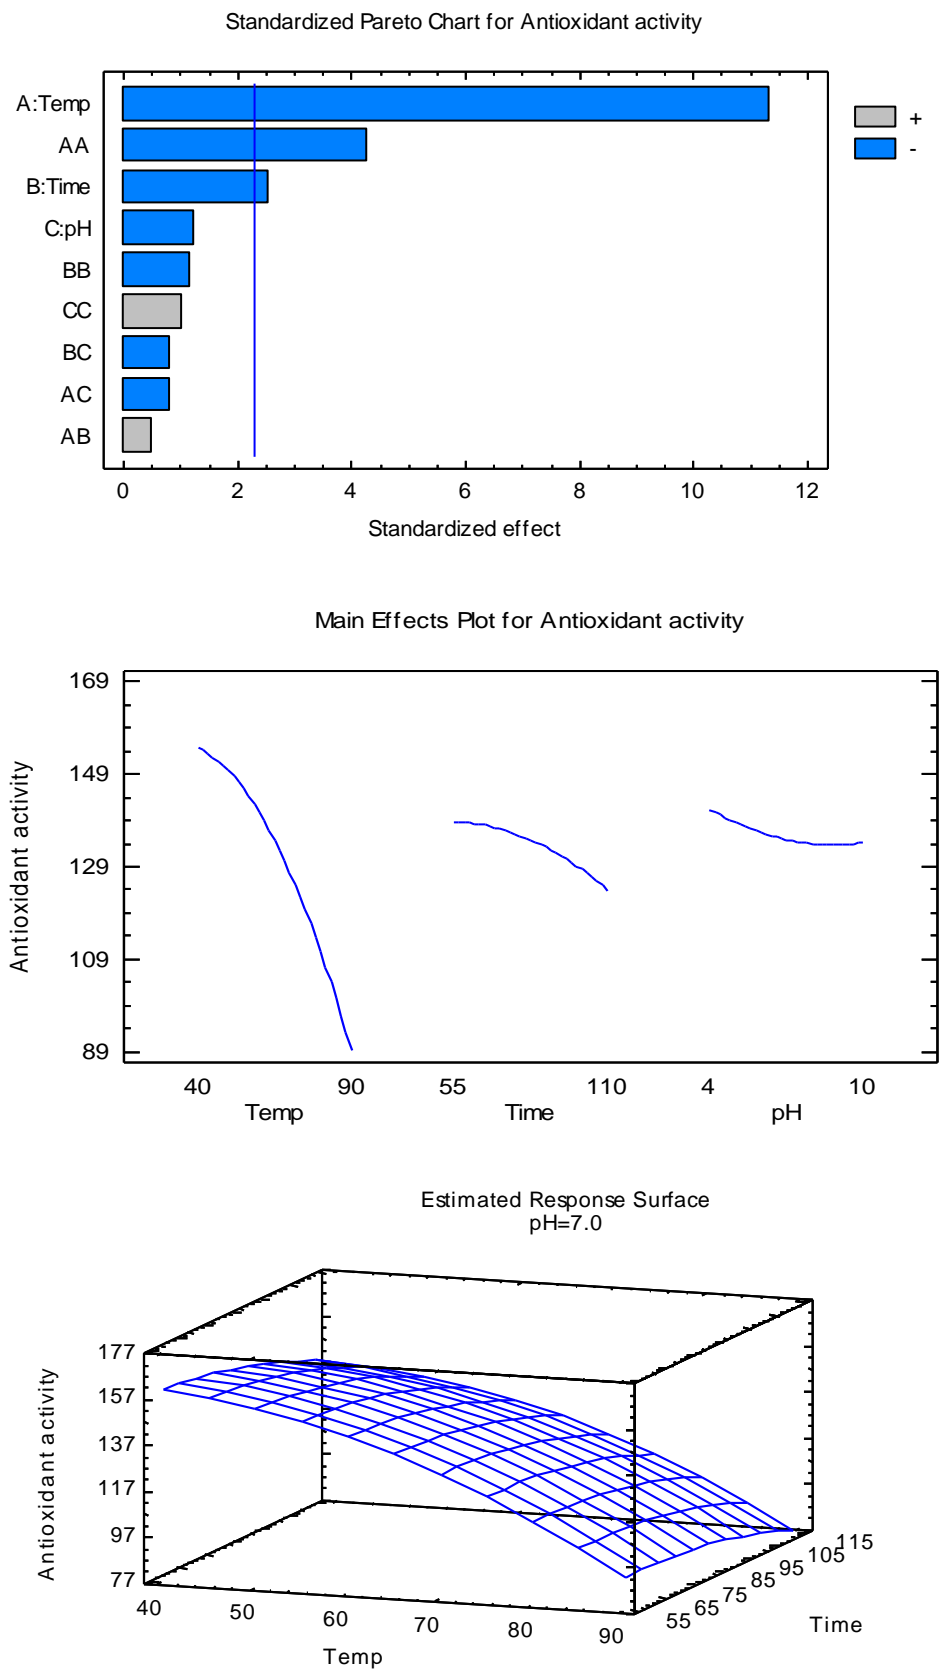 Standardized Pareto Chart for Antioxidant activity
A:Temp
AA
B:Time
C:pH
BB
CC
BC
AC
AB
+
-
0 2 4 6 8 10 12
Standardized effect
Main Effects Plot for Antioxidant activity
Antioxidant activity
169
149
129
109
89
40 90 55 110 4 10
Temp Time pH
Estimated Response Surface
pH=7.0
Antioxidant activity
177
157
137
117
97
77
40 50 60 70 80 90
Temp
55 65 75 85 95 105 115
Time